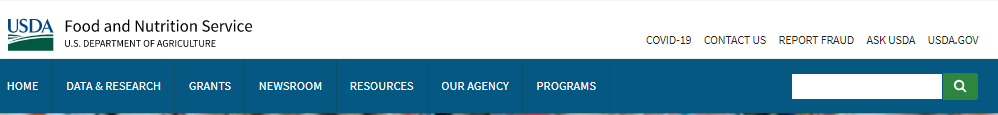 USDA Food and Nutrition Service
U.S. DEPARTMENT OF AGRICULTURE
COVID-19 CONTACT US REPORT FRAUD ASK USDA USDA.GOV
HOME DATA & RESEARCH GRANTS NEWSROOM RESOURCES OUR AGENCY PROGRAMS